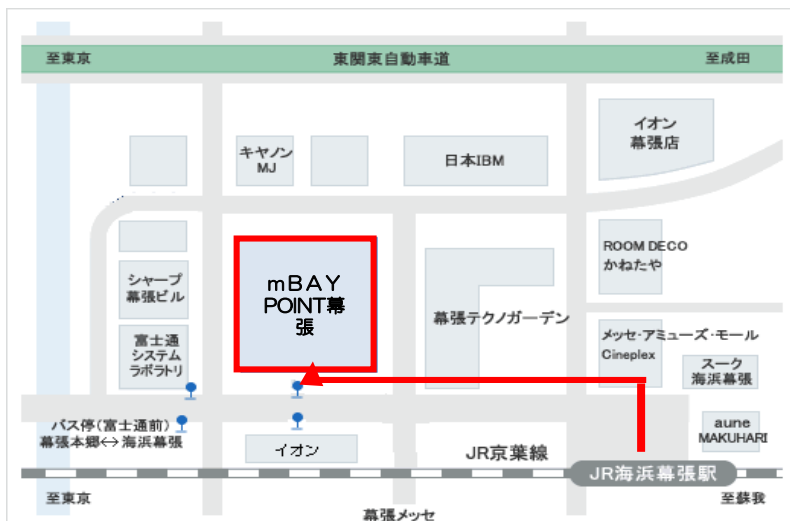 至東京
東関東自動車道
至成田
イオン
幕張店
キヤノン
MJ
日本IBM
ROOM DECO
かねたや
シャープ
幕張ビル
mBAY
POINT幕
張
幕張テクノガーデン
富士通
システム
ラボラトリ
メッセ・アミューズ・モール
Cineplex
スーク
海浜幕張
バス停(富士通前)
幕張本郷↔海浜幕張
イオン
JR京葉線
aune
MAKUHARI
JR海浜幕張駅
至東京
至蘇我
幕張メッセ